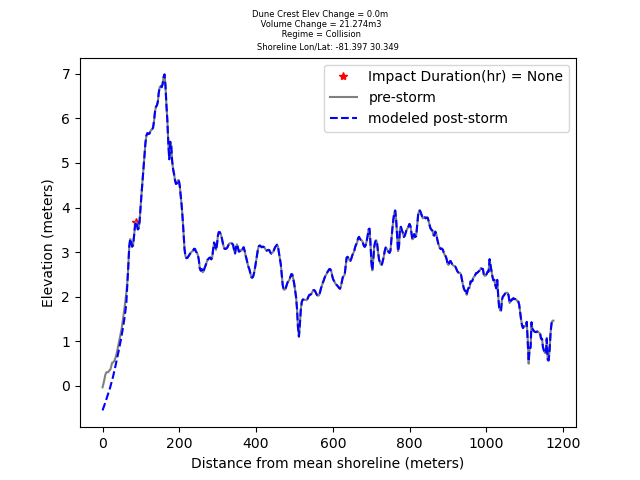 Dune Crest Elev Change = 0.0m
Volume Change = 21.274m3
Regime = Collision
Shoreline Lon/Lat: -81.397 30.349
Impact Duration(hr) = None
pre-storm
modeled post-storm
7
6
5
4
3
2
1
0
Elevation (meters)
0 200 400 600 800 1000 1200
Distance from mean shoreline (meters)